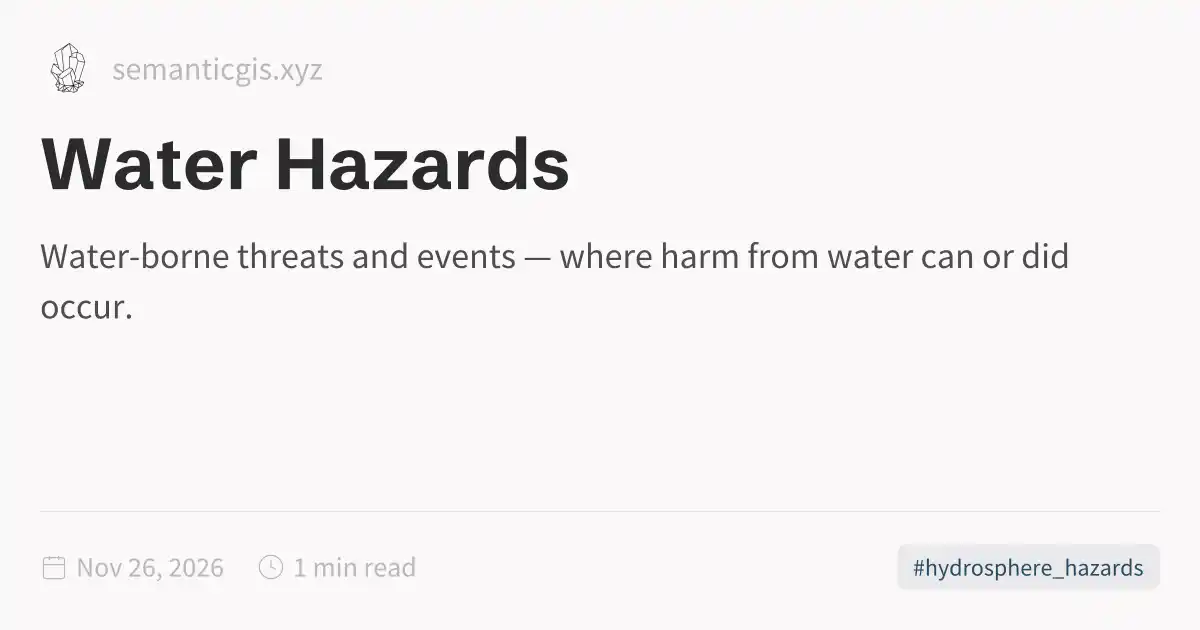 semanticgis.xyz
Water Hazards
Water-borne threats and events — where harm from water can or did
occur.
Nov 26, 2026 1 min read #hydrosphere_hazards